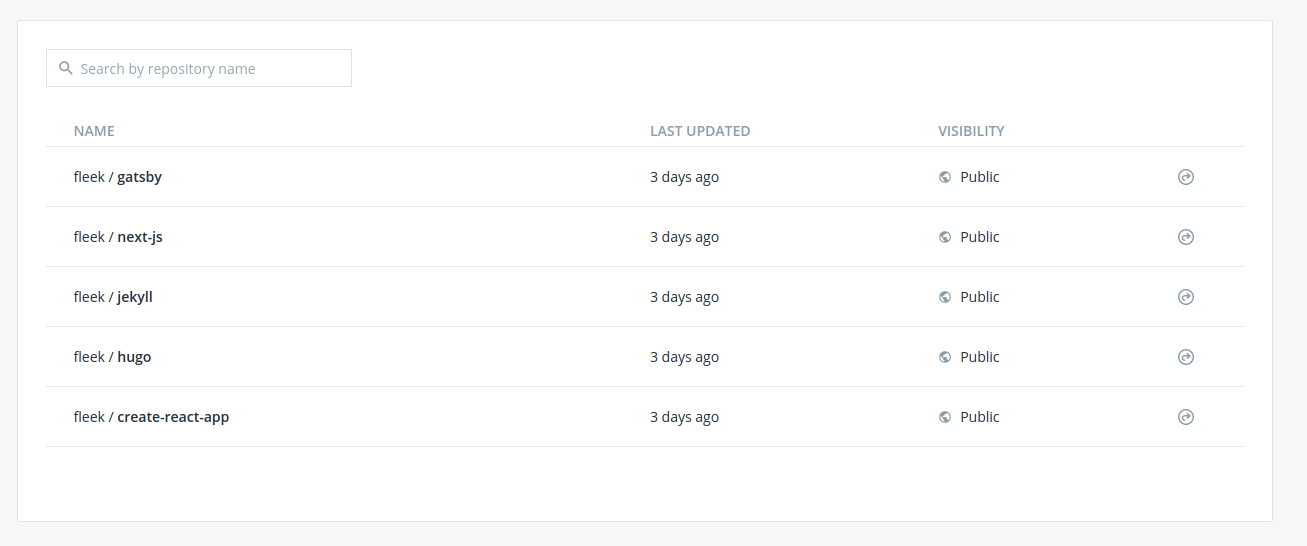 Search by repository name
NAME LAST UPDATED VISIBILITY
fleek / gatsby 3 days ago Public
fleek / next-js 3 days ago Public
fleek / jekyll 3 days ago Public
fleek / hugo 3 days ago Public
fleek / create-react-app 3 days ago Public